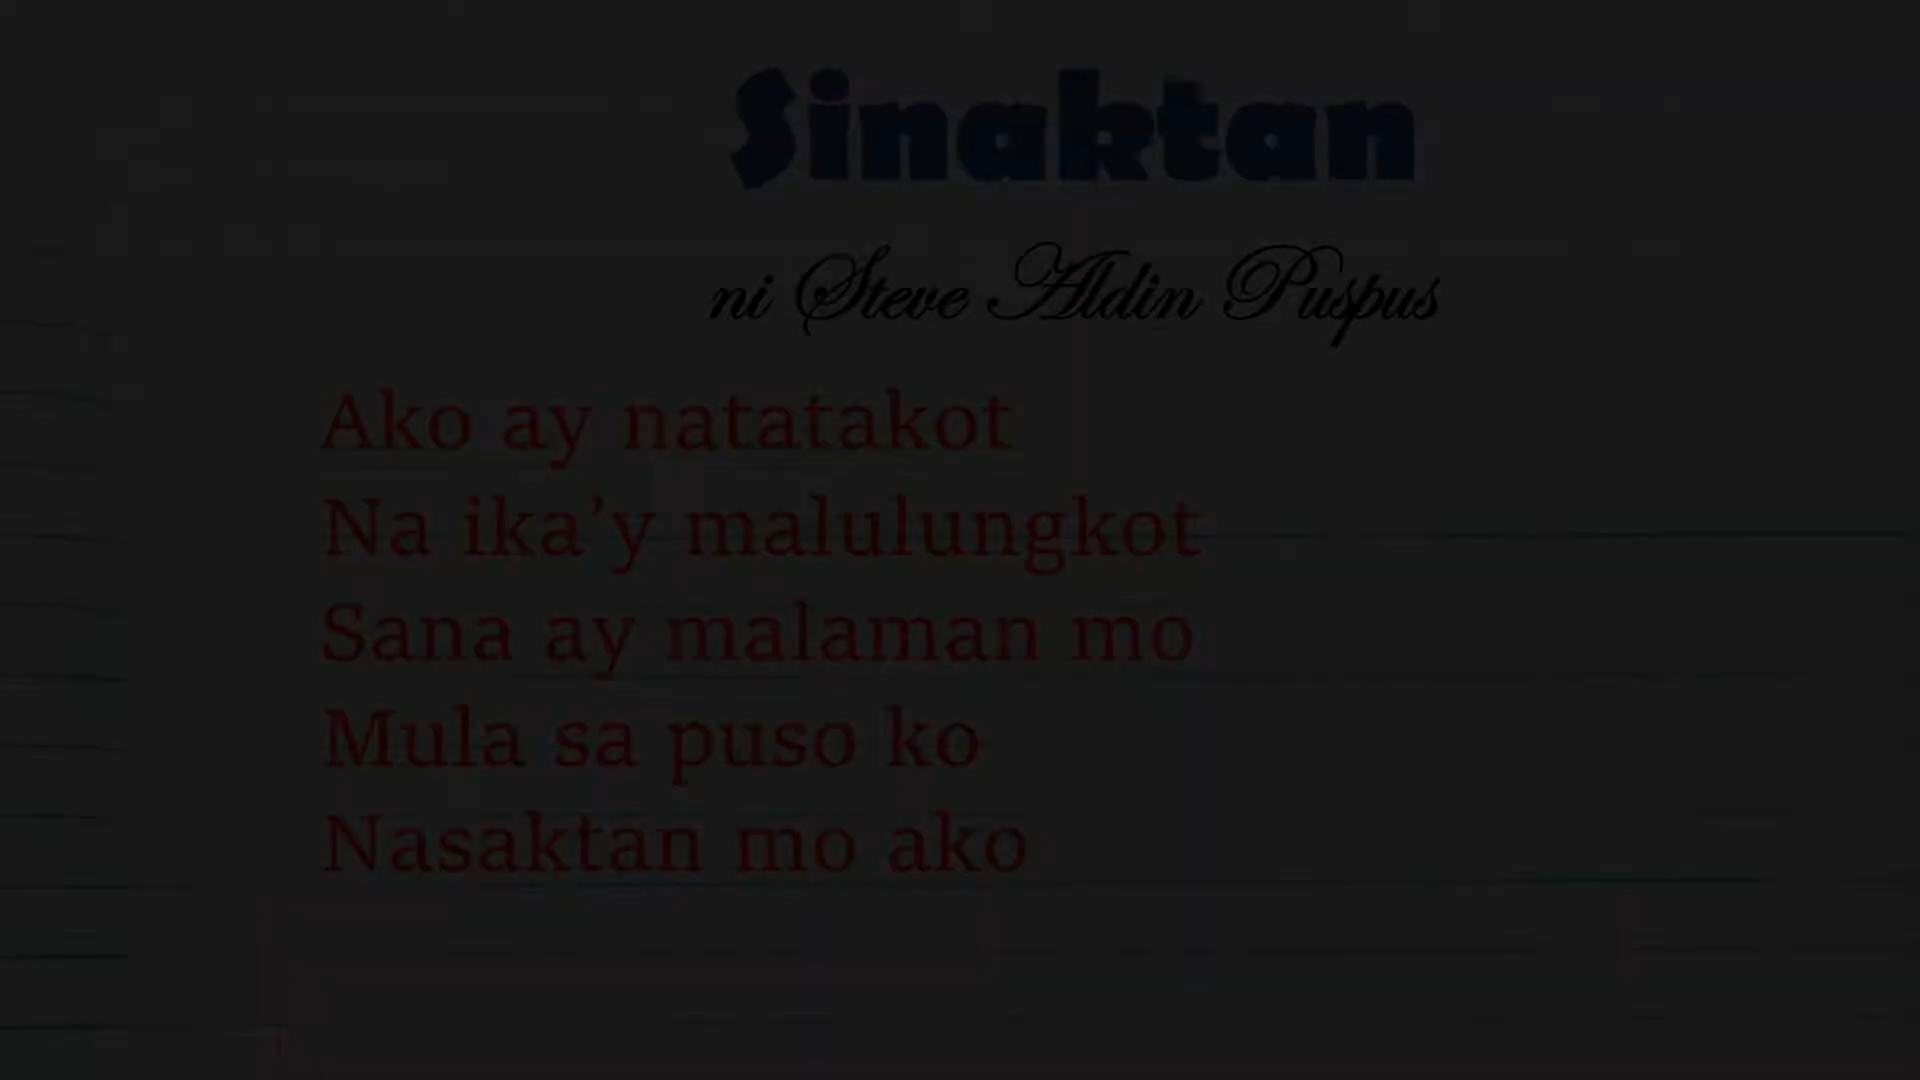 Sinaktan
ni Steve Aldin Puspus
Ako ay natatakot
Na ika’y malulungkot
Sana ay malaman mo
Mula sa puso ko
Nasaktan mo ako